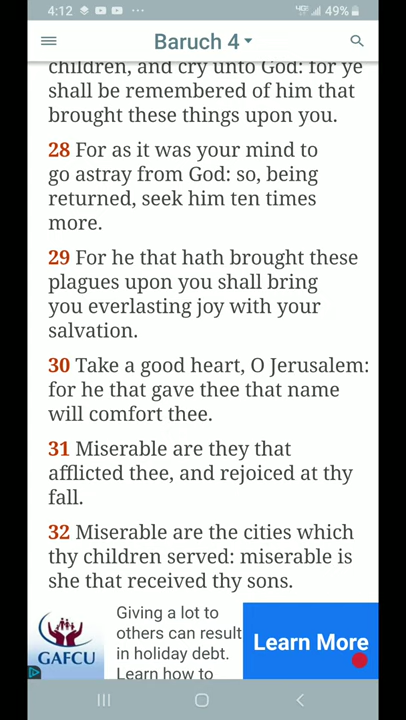 4:12
49%
Baruch 4
children, and cry unto God: for ye
shall be remembered of him that
brought these things upon you.
28 For as it was your mind to
go astray from God: so, being
returned, seek him ten times
more.
29 For he that hath brought these
plagues upon you shall bring
you everlasting joy with your
salvation.
30 Take a good heart, O Jerusalem:
for he that gave thee that name
will comfort thee.
31 Miserable are they that
afflicted thee, and rejoiced at thy
fall.
32 Miserable are the cities which
thy children served: miserable is
she that received thy sons.
GAFCU
Giving a lot to
others can result
in holiday debt.
Learn how to
Learn More